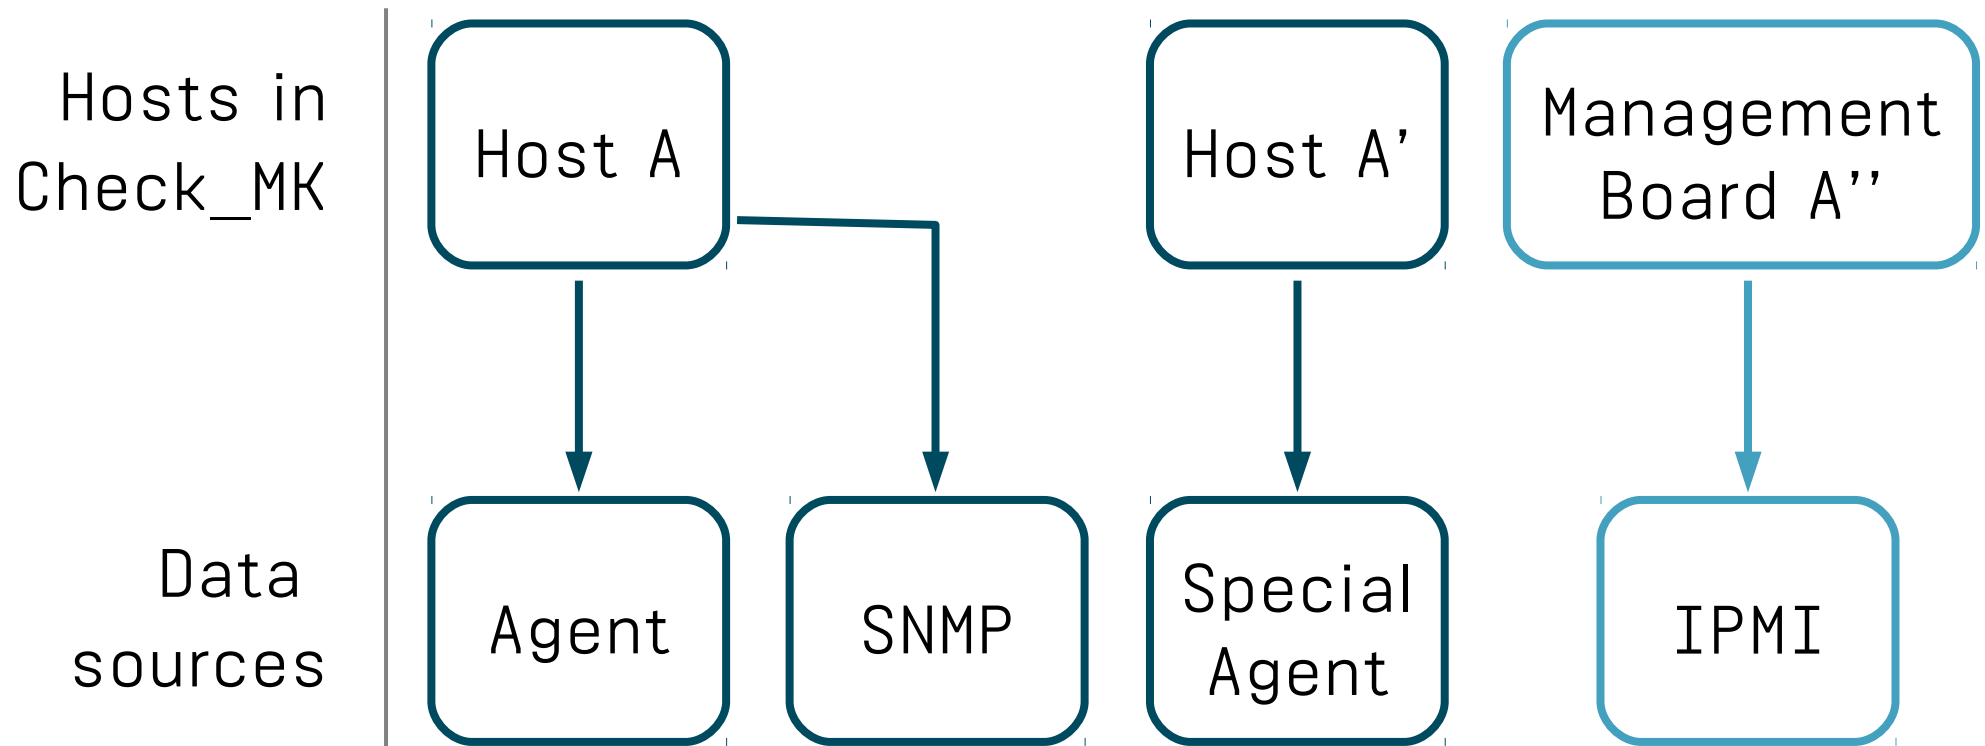 Hosts in
Check_MK
Host A
Host A'
Management
Board A''
Data
sources
Agent
SNMP
Special
Agent
IPMI